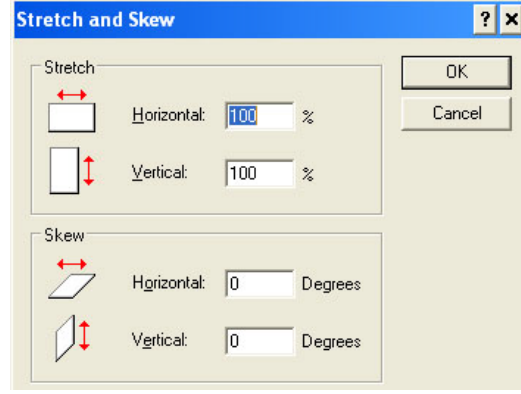 Stretch and Skew
Stretch
Horizontal: 100 %
Vertical: 100 %
Skew
Horizontal: 0 Degrees
Vertical: 0 Degrees
OK
Cancel